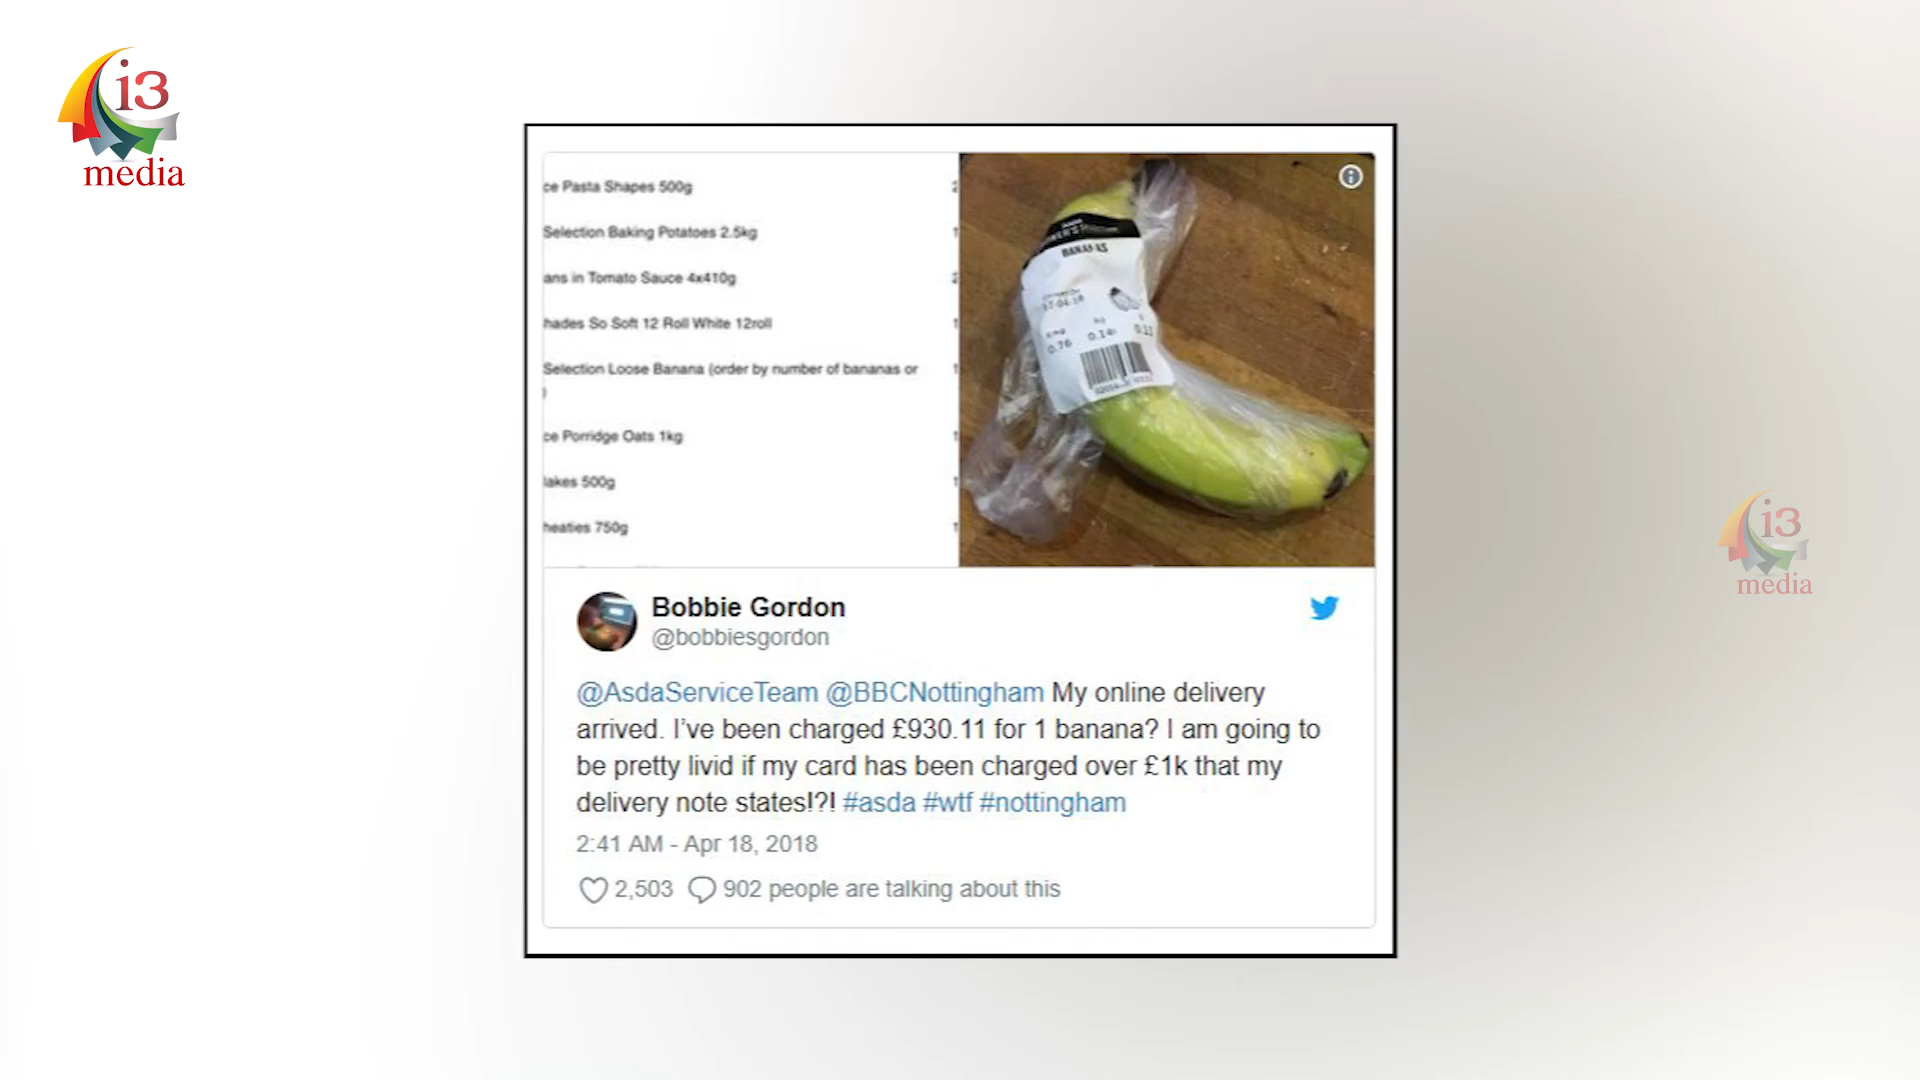 i3
media
ce Pasta Shapes 500g
Selection Baking Potatoes 2.5kg
ans in Tomato Sauce 4x410g
hades So Soft 12 Roll White 12roll
Selection Loose Banana (order by number of bananas or
)
ce Porridge Oats 1kg
lakes 500g
heaties 750g
BANANAS
0.76
Bobbie Gordon
@bobbiesgordon
@AsdaServiceTeam @BBCNottingham My online delivery
arrived. I’ve been charged £930.11 for 1 banana? I am going to
be pretty livid if my card has been charged over £1k that my
delivery note states!?! #asda #wtf #nottingham
2:41 AM - Apr 18, 2018
2,503 902 people are talking about this
i3
media